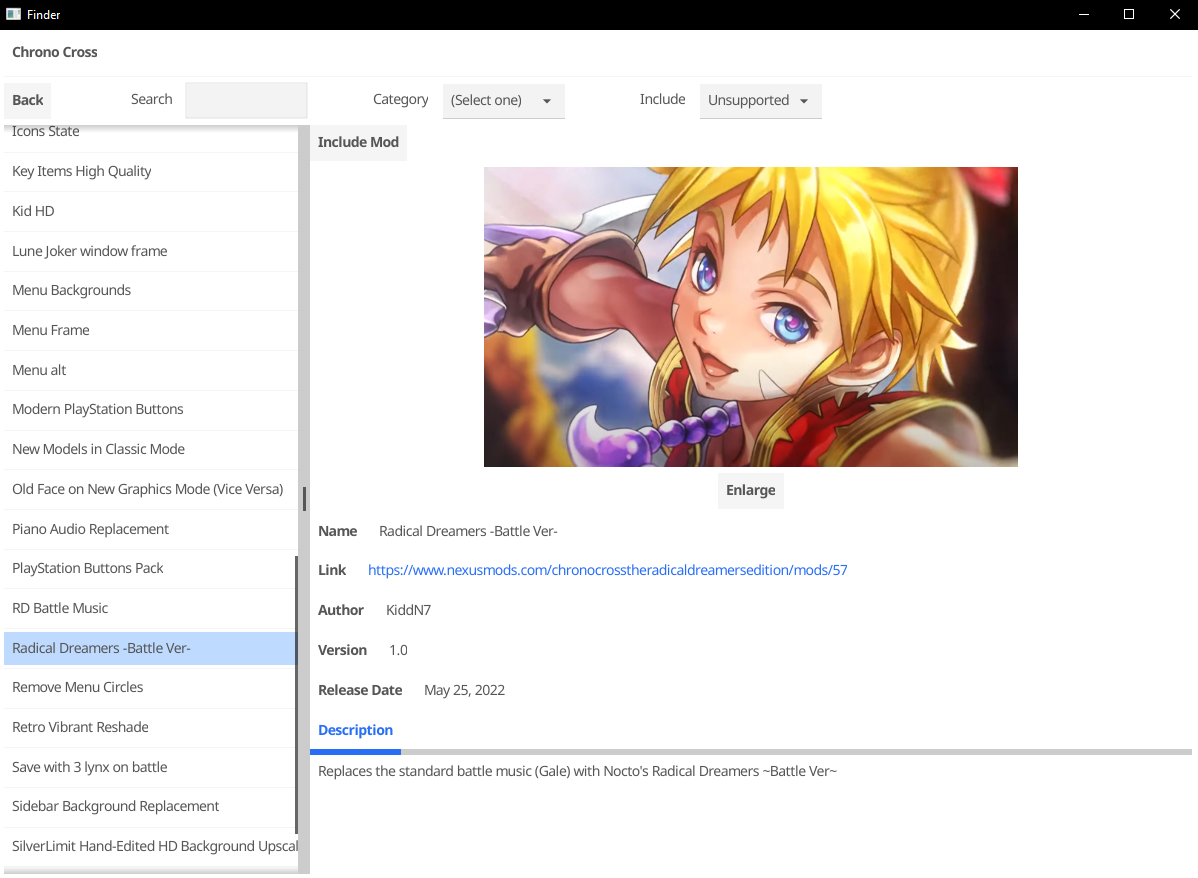 Finder
Chrono Cross
Back
Search
Category
(Select one)
Include
Unsupported
Icons State
Key Items High Quality
Kid HD
Lune Joker window frame
Menu Backgrounds
Menu Frame
Menu alt
Modern PlayStation Buttons
New Models in Classic Mode
Old Face on New Graphics Mode (Vice Versa)
Piano Audio Replacement
PlayStation Buttons Pack
RD Battle Music
Radical Dreamers -Battle Ver-
Remove Menu Circles
Retro Vibrant Reshade
Save with 3 lynx on battle
Sidebar Background Replacement
SilverLimit Hand-Edited HD Background Upscal
Include Mod
Enlarge
Name Radical Dreamers -Battle Ver-
Link https://www.nexusmods.com/chronocrosstheradicaldreamersedition/mods/57
Author KiddN7
Version 1.0
Release Date May 25, 2022
Description
Replaces the standard battle music (Gale) with Nocto's Radical Dreamers ~Battle Ver~